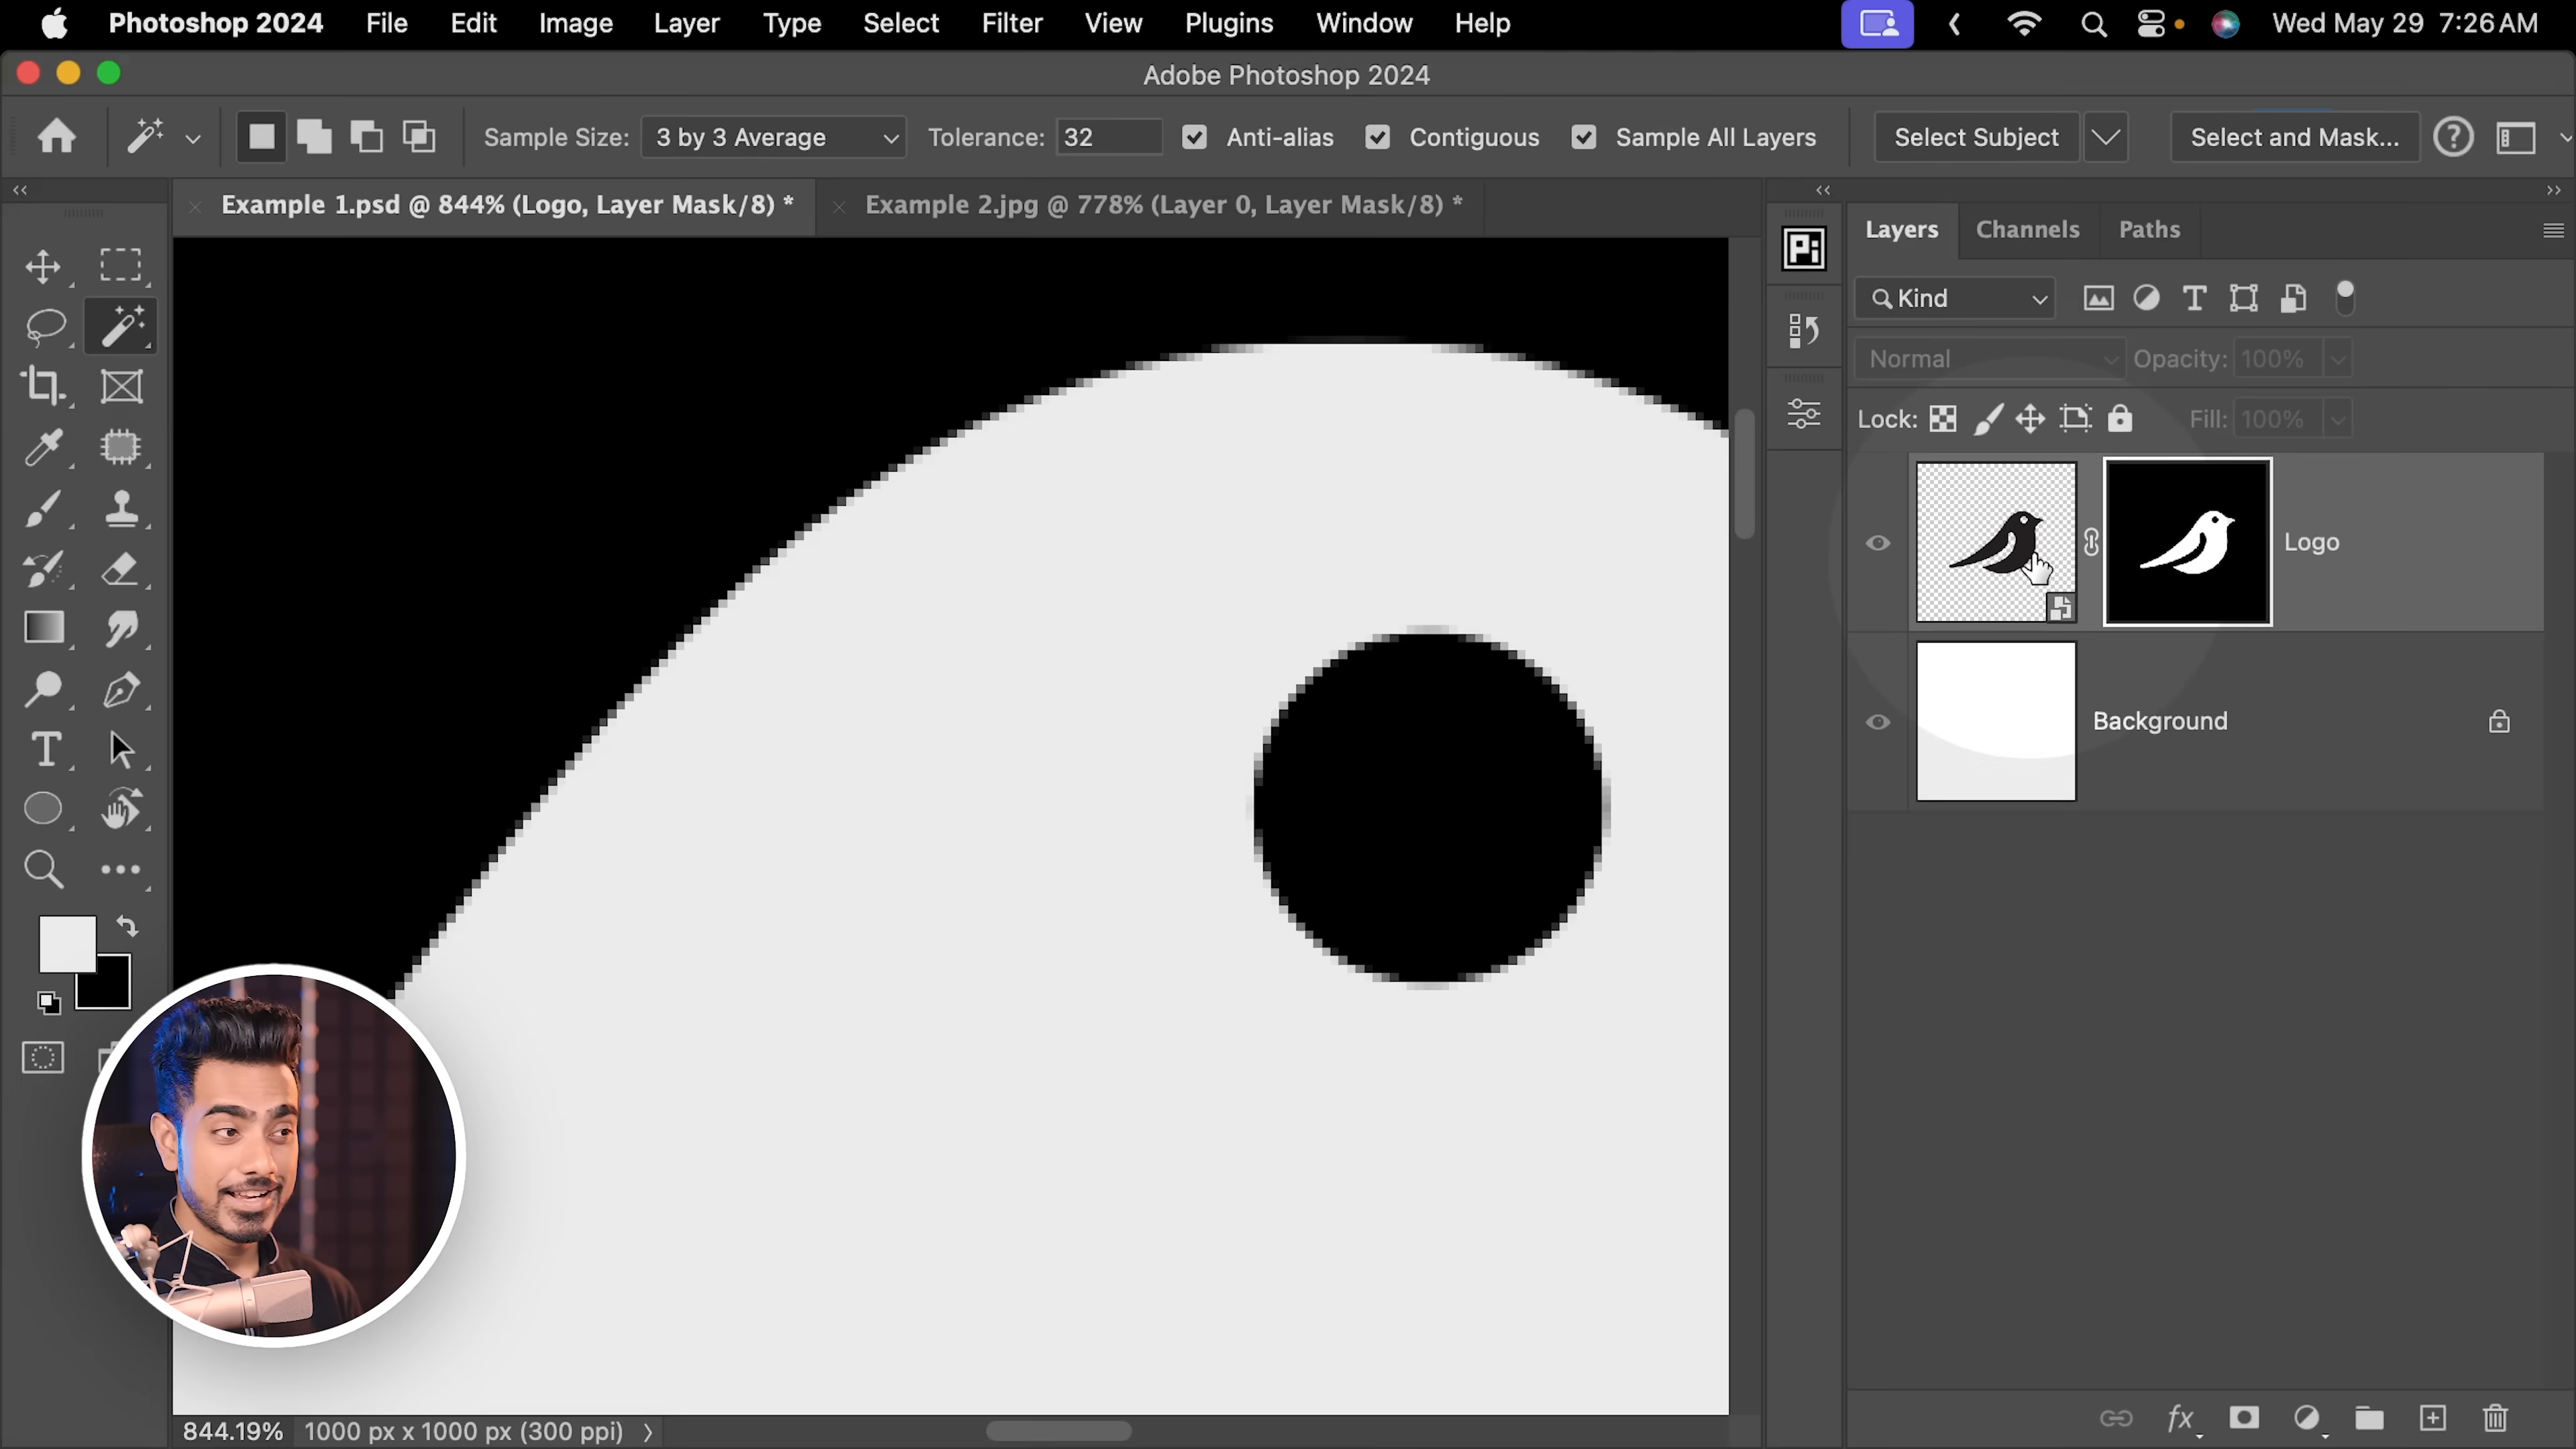 Photoshop 2024 File Edit Image Layer Type Select Filter View Plugins Window Help Wed May 29 7:26 AM
Adobe Photoshop 2024
Sample Size: 3 by 3 Average Tolerance: 32 Anti-alias Contiguous Sample All Layers Select Subject Select and Mask...
Example 1.psd @ 844% (Logo, Layer Mask/8) * Example 2.jpg @ 778% (Layer 0, Layer Mask/8) *
Pi
Layers Channels Paths
Kind
Normal Opacity: 100%
Lock: Fill: 100%
Logo
Background
844.19% 1000 px x 1000 px (300 ppi)
fx